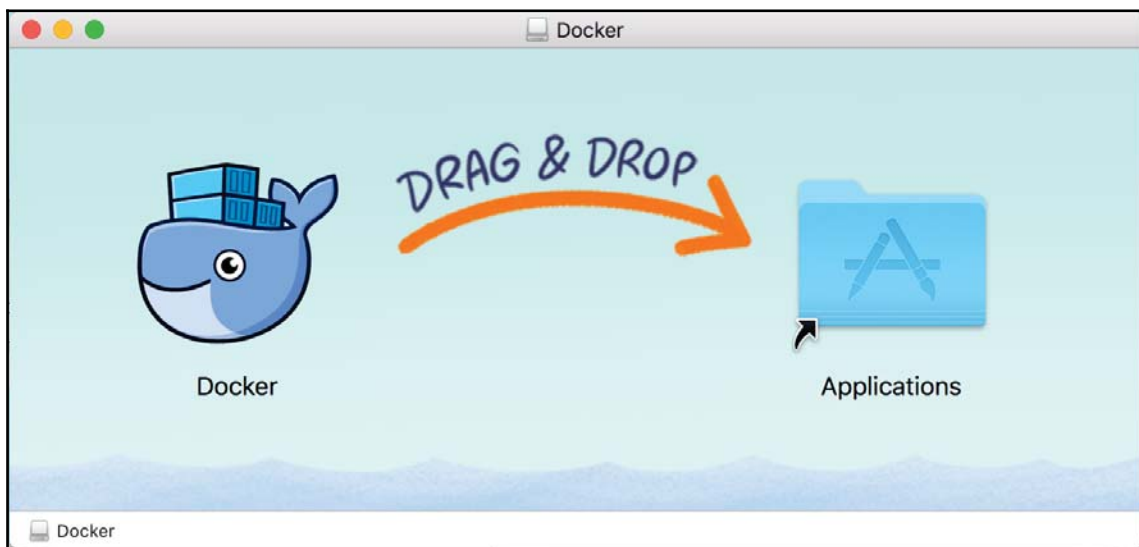 Docker
DRAG & DROP
Docker
Applications
Docker